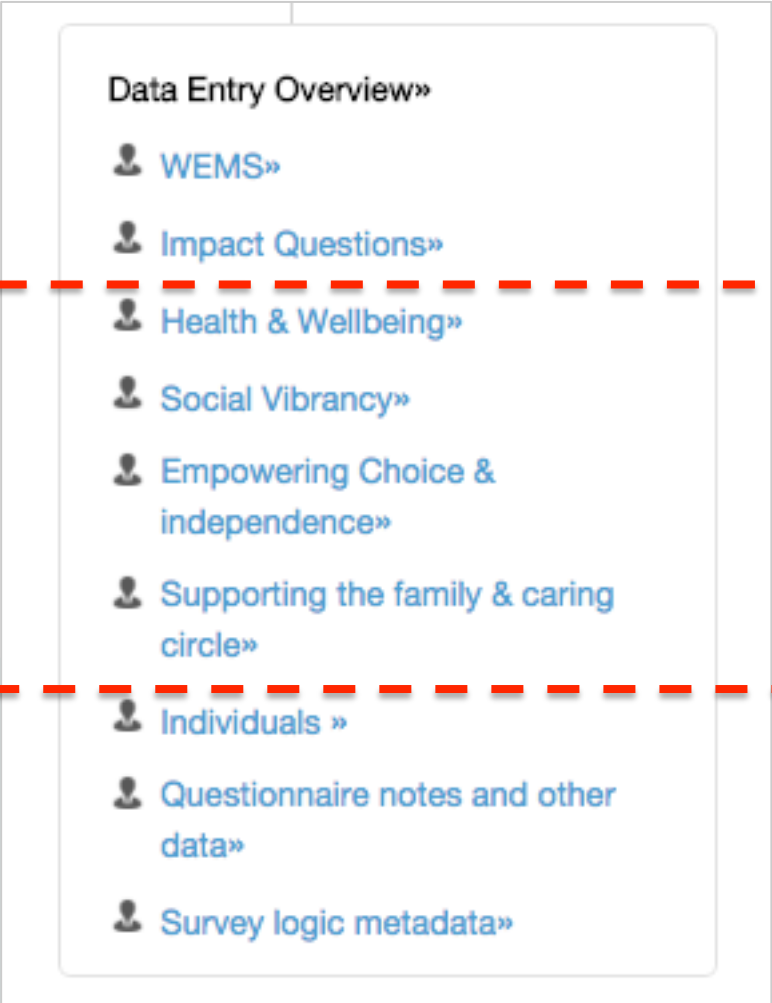 Data Entry Overview»
WEMS»
Impact Questions»
Health & Wellbeing»
Social Vibrancy»
Empowering Choice &
independence»
Supporting the family & caring
circle»
Individuals »
Questionnaire notes and other
data»
Survey logic metadata»